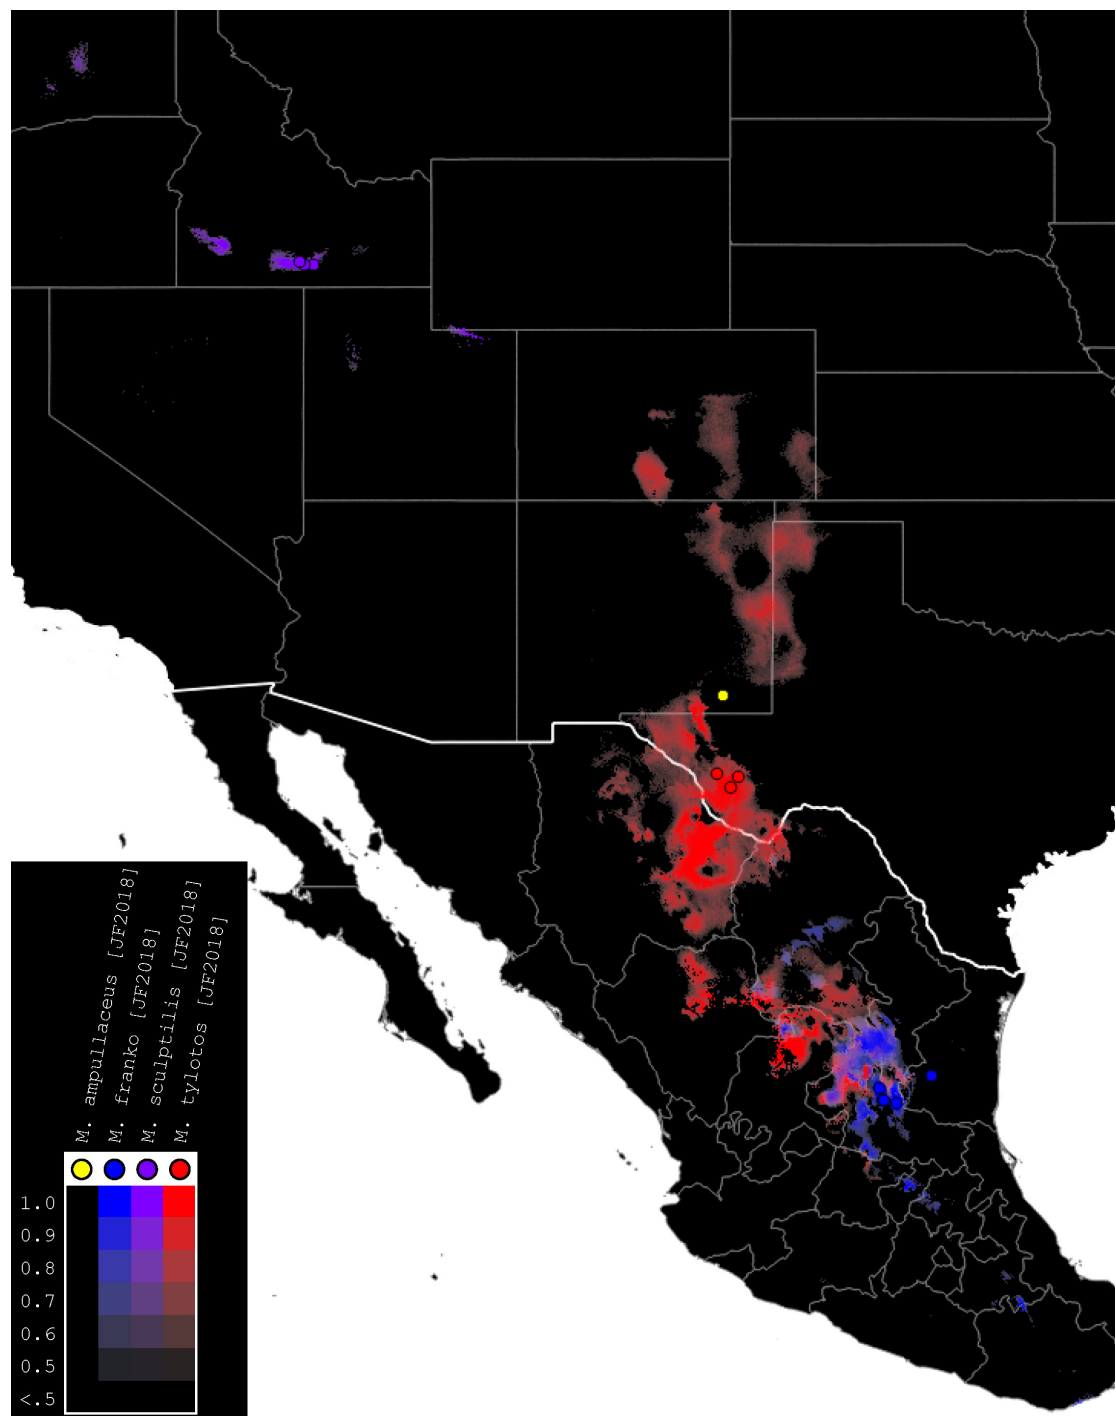 M. ampullaceus [JF2018]
M. franko [JF2018]
M. sculptilis [JF2018]
M. tylotos [JF2018]
1.0
0.9
0.8
0.7
0.6
0.5
<.5